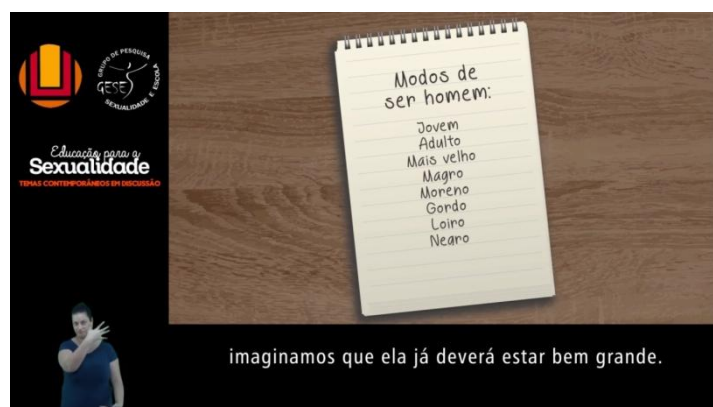 GRUPO DE PESQUISA
GESE
SEXUALIDADE E ESCOLA
Educação para a
Sexualidade
TEMAS CONTEMPORÂNEOS EM DISCUSSÃO
Modos de
ser homem:
Jovem
Adulto
Mais velho
Magro
Moreno
Gordo
Loiro
Negro
imaginamos que ela já deverá estar bem grande.